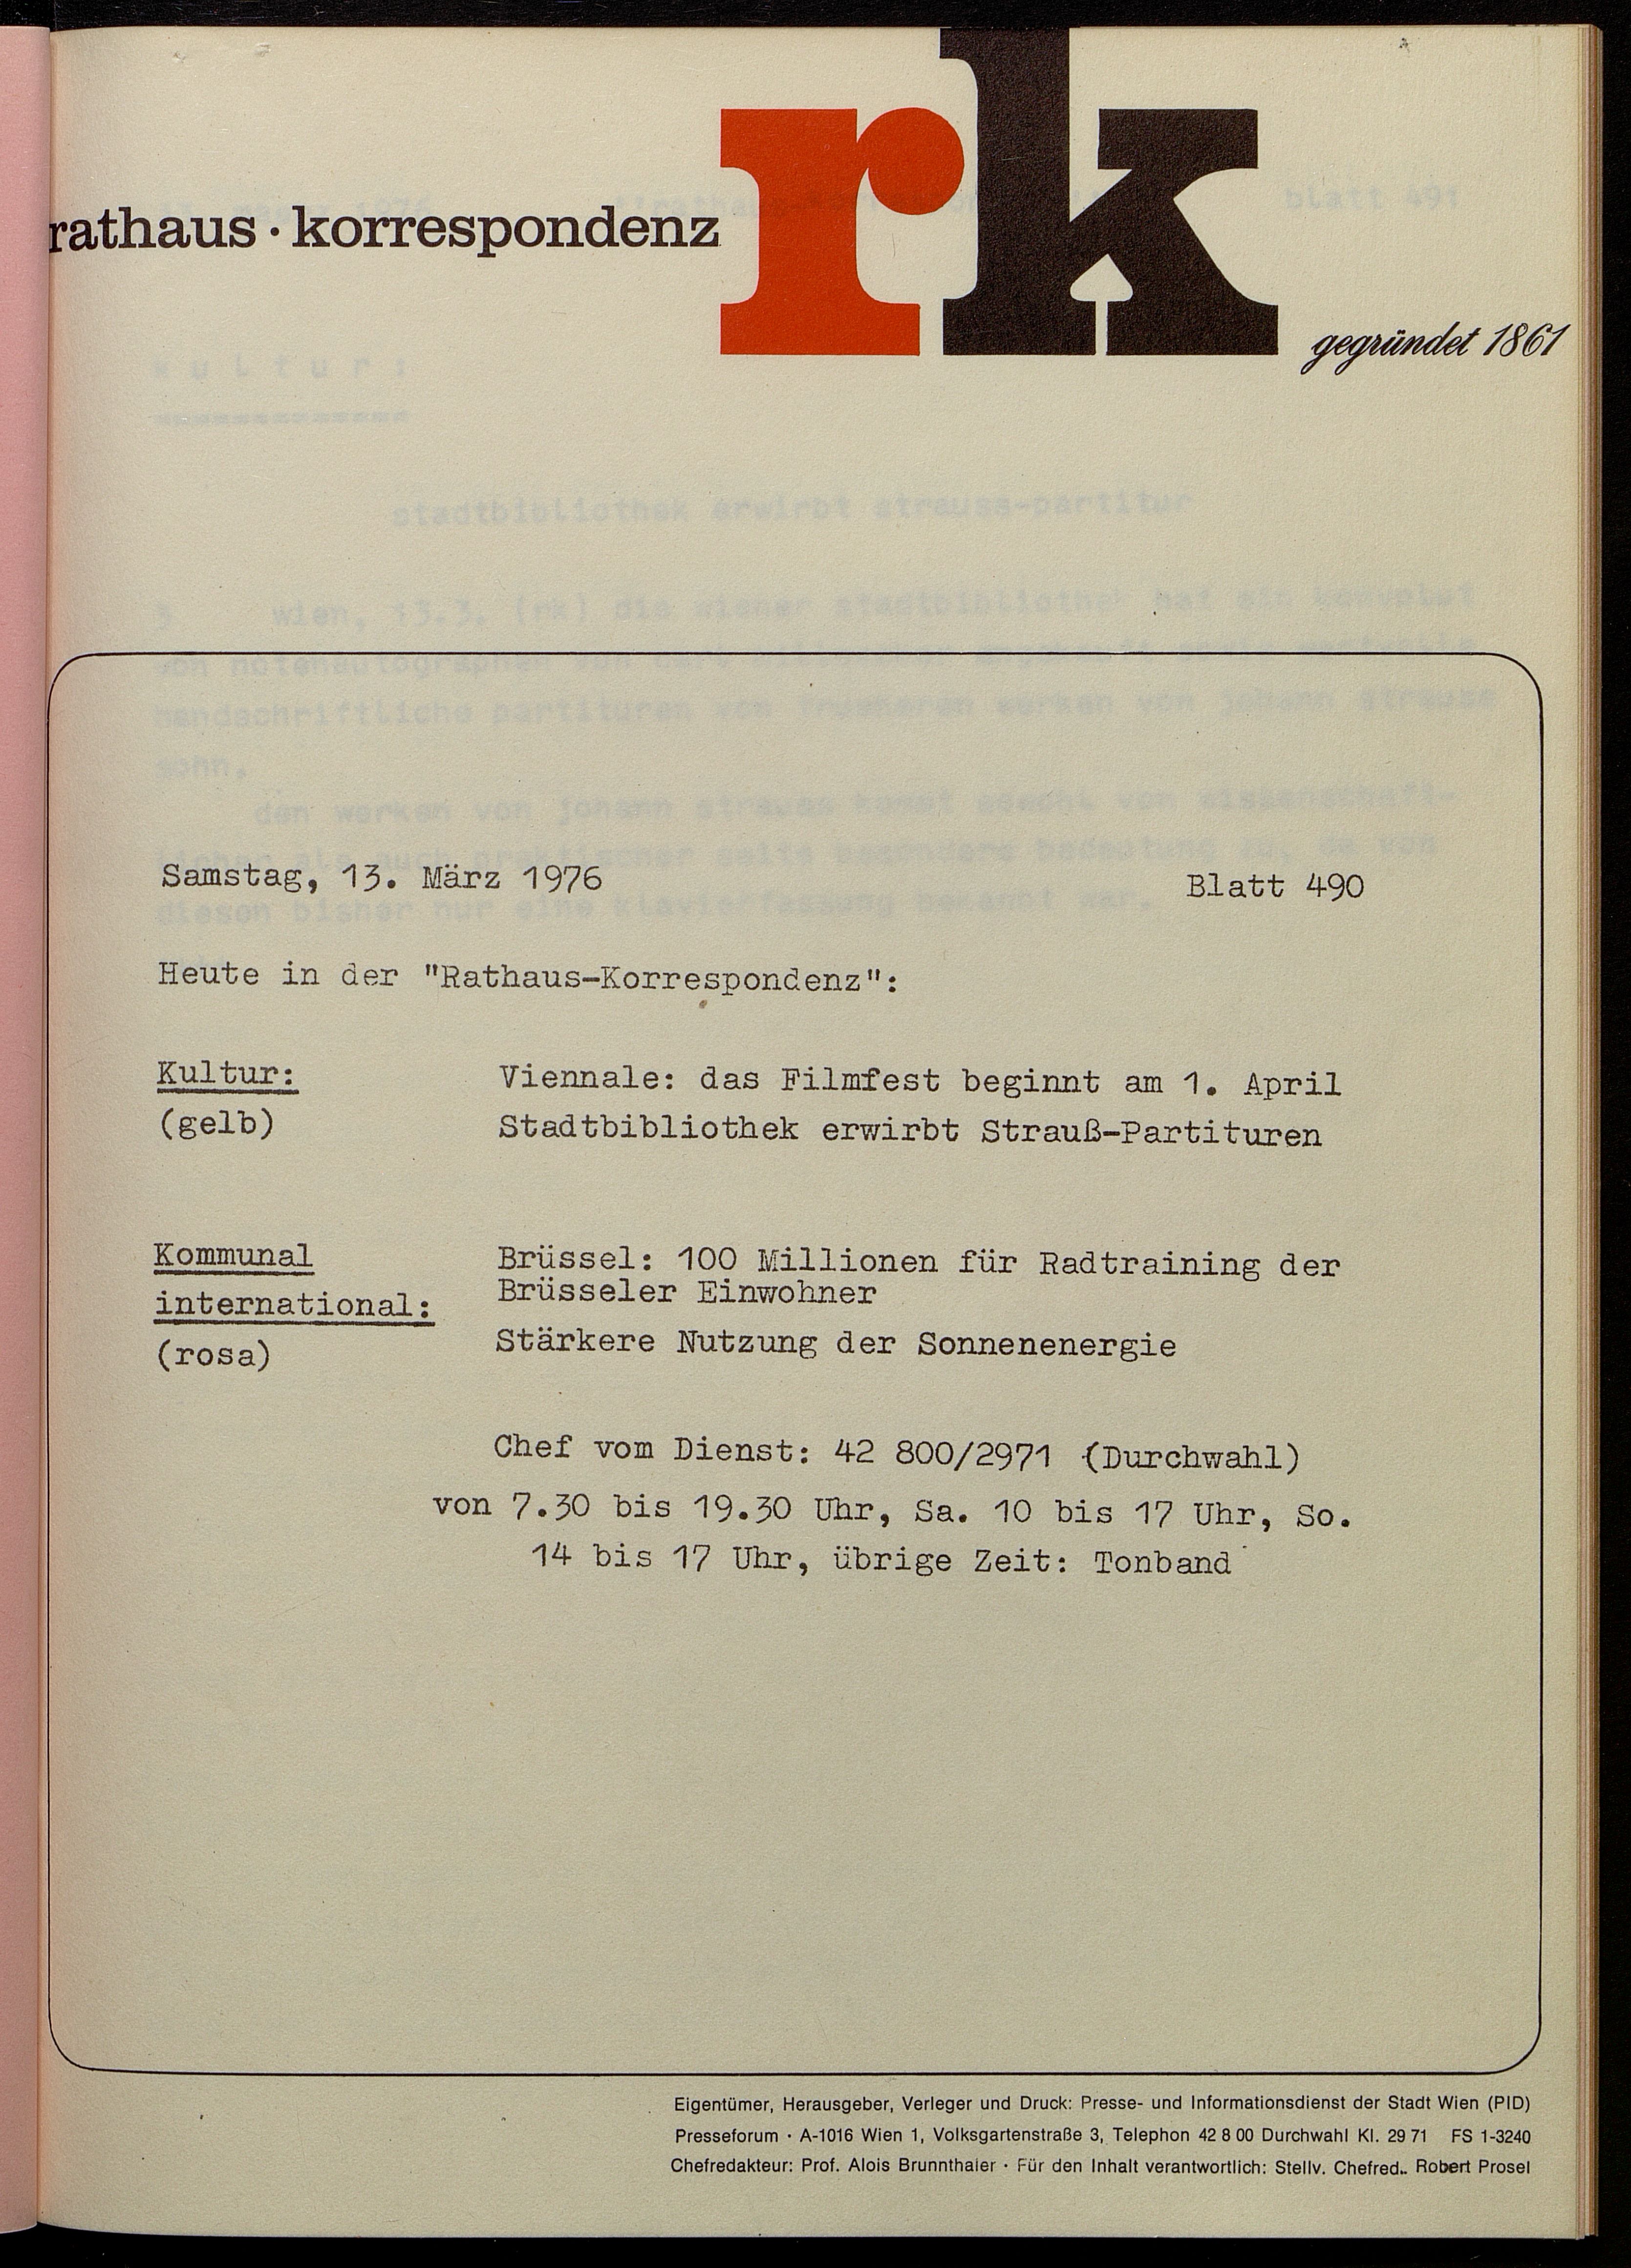 rathaus · korrespondenz rk
gegründet 1861
Samstag, 13. März 1976 Blatt 490
Heute in der "Rathaus-Korrespondenz":
Kultur: Viennale: das Filmfest beginnt am 1. April
(gelb) Stadtbibliothek erwirbt Strauß-Partituren
Kommunal Brüssel: 100 Millionen für Radtraining der
Brüsseler Einwohner
international:
Stärkere Nutzung der Sonnenenergie
(rosa)
Chef vom Dienst: 42 800/2971 (Durchwahl)
von 7.30 bis 19.30 Uhr, Sa. 10 bis 17 Uhr, So.
14 bis 17 Uhr, übrige Zeit: Tonband
Eigentümer, Herausgeber, Verleger und Druck: Presse- und Informationsdienst der Stadt Wien (PID)
Presseforum · A-1016 Wien 1, Volksgartenstraße 3, Telephon 42 8 00 Durchwahl Kl. 29 71 FS 1-3240
Chefredakteur: Prof. Alois Brunnthaler · Für den Inhalt verantwortlich: Stellv. Chefred.. Robert Prosel